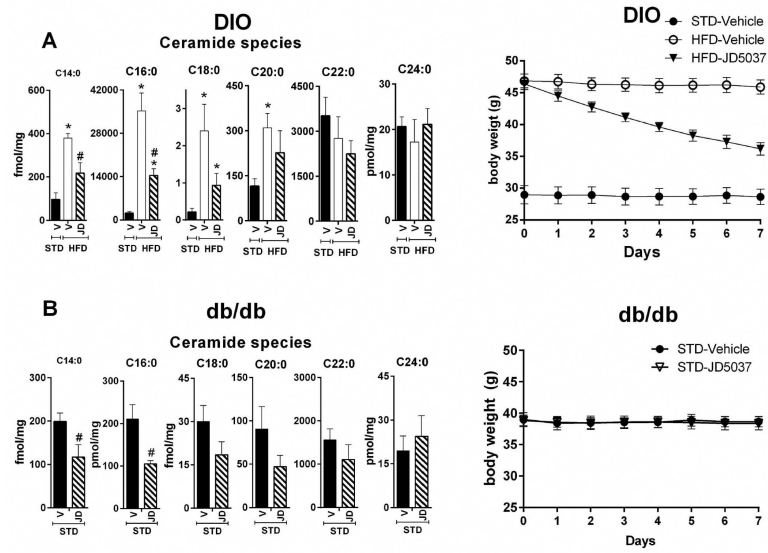 DIO
A
Ceramide species
C14:0
C16:0
C18:0
C20:0
C22:0
C24:0
fmol/mg
600
400
200
0
*
#
V
V
JD
STD HFD
42000
28000
14000
0
*
#
*
V
V
JD
STD HFD
3
2
1
0
*
*
V
V
JD
STD HFD
450
300
150
0
*
V
V
JD
STD HFD
4500
3000
1500
0
V
V
JD
STD HFD
pmol/mg
40
30
20
10
0
V
V
JD
STD HFD
DIO
STD-Vehicle
HFD-Vehicle
HFD-JD5037
body weigt (g)
50
45
40
35
30
25
0 1 2 3 4 5 6 7
Days
B
db/db
Ceramide species
C14:0
C16:0
C18:0
C20:0
C22:0
C24:0
fmol/mg
300
200
100
0
#
V
JD
STD
pmol/mg
300
200
100
0
#
V
JD
STD
fmol/mg
45
30
15
0
V
JD
STD
150
100
50
0
V
JD
STD
3000
2000
1000
0
V
JD
STD
pmol/mg
45
30
15
0
V
JD
STD
db/db
STD-Vehicle
STD-JD5037
body weight (g)
50
45
40
35
30
25
0 1 2 3 4 5 6 7
Days